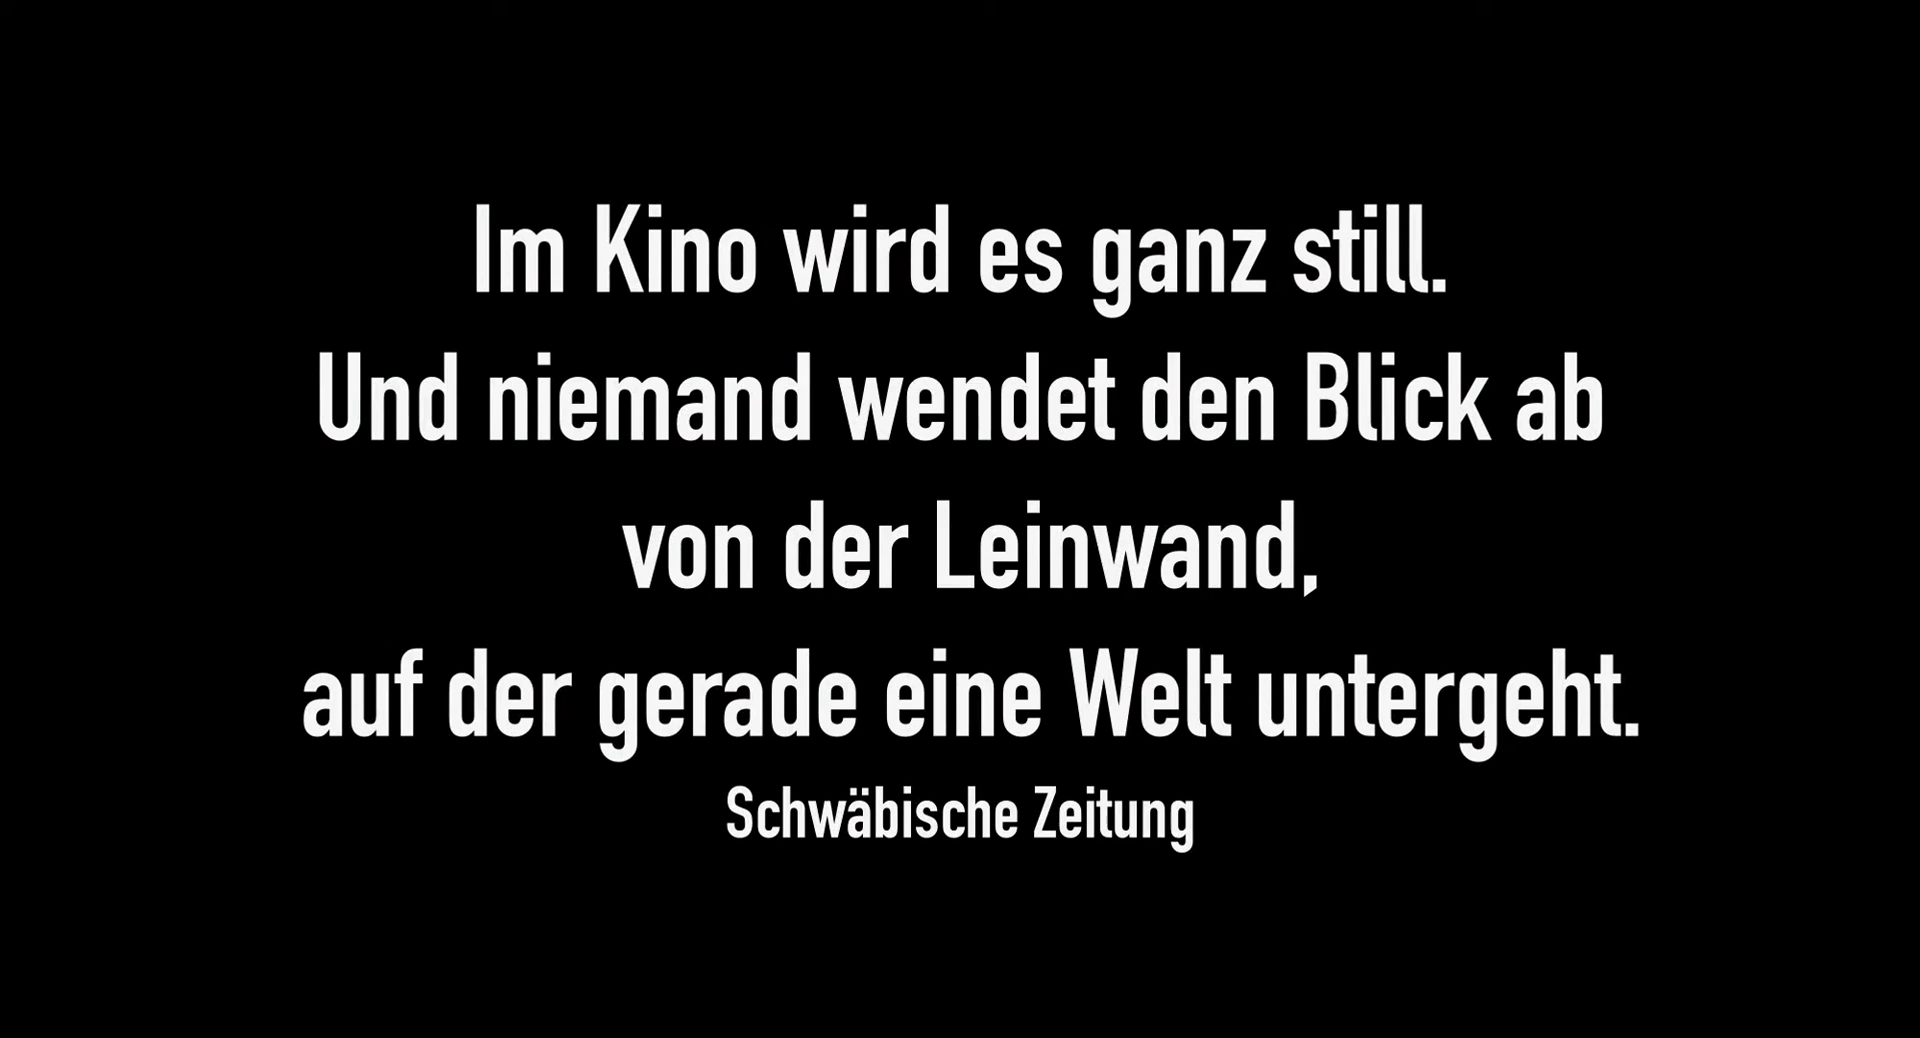 Im Kino wird es ganz still.
Und niemand wendet den Blick ab
von der Leinwand,
auf der gerade eine Welt untergeht.
Schwäbische Zeitung